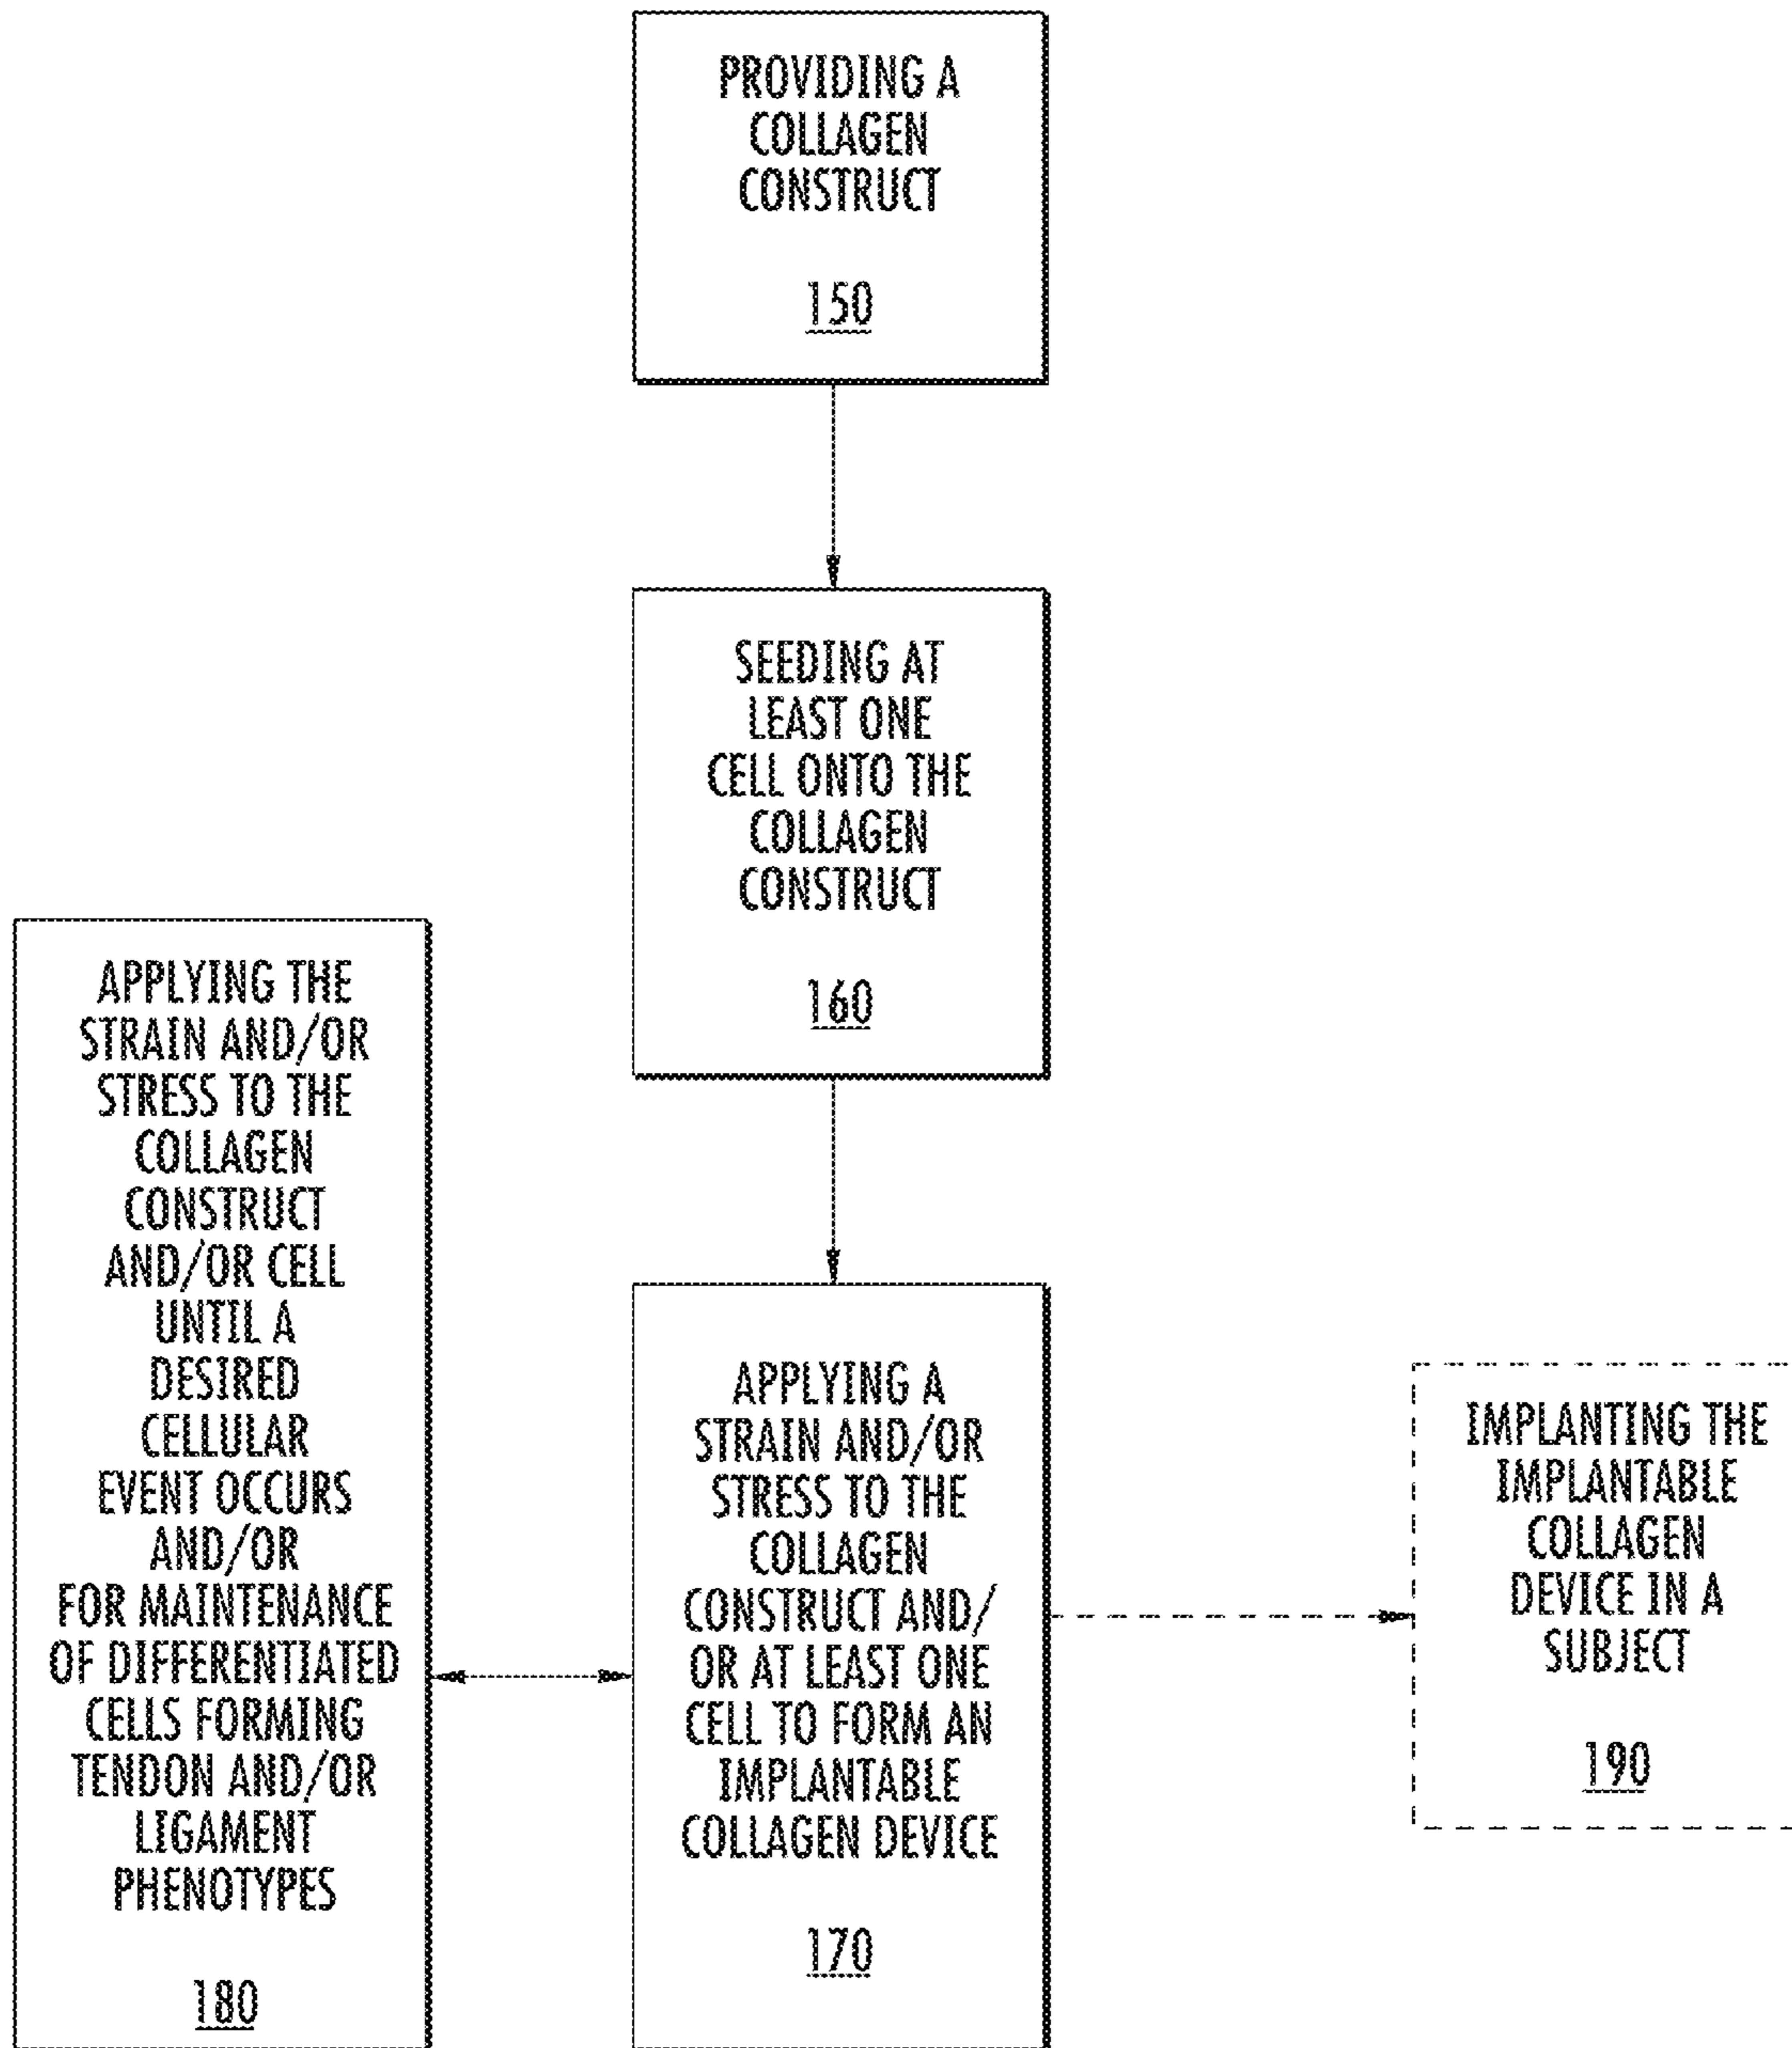 PROVIDING A
COLLAGEN
CONSTRUCT
150
SEEDING AT
LEAST ONE
CELL ONTO THE
COLLAGEN
CONSTRUCT
160
APPLYING THE
STRAIN AND/OR
STRESS TO THE
COLLAGEN
CONSTRUCT
AND/OR CELL
UNTIL A
DESIRED
CELLULAR
EVENT OCCURS
AND/OR
FOR MAINTENANCE
OF DIFFERENTIATED
CELLS FORMING
TENDON AND/OR
LIGAMENT
PHENOTYPES
180
APPLYING A
STRAIN AND/OR
STRESS TO THE
COLLAGEN
CONSTRUCT AND/
OR AT LEAST ONE
CELL TO FORM AN
IMPLANTABLE
COLLAGEN DEVICE
170
IMPLANTING THE
IMPLANTABLE
COLLAGEN
DEVICE IN A
SUBJECT
190